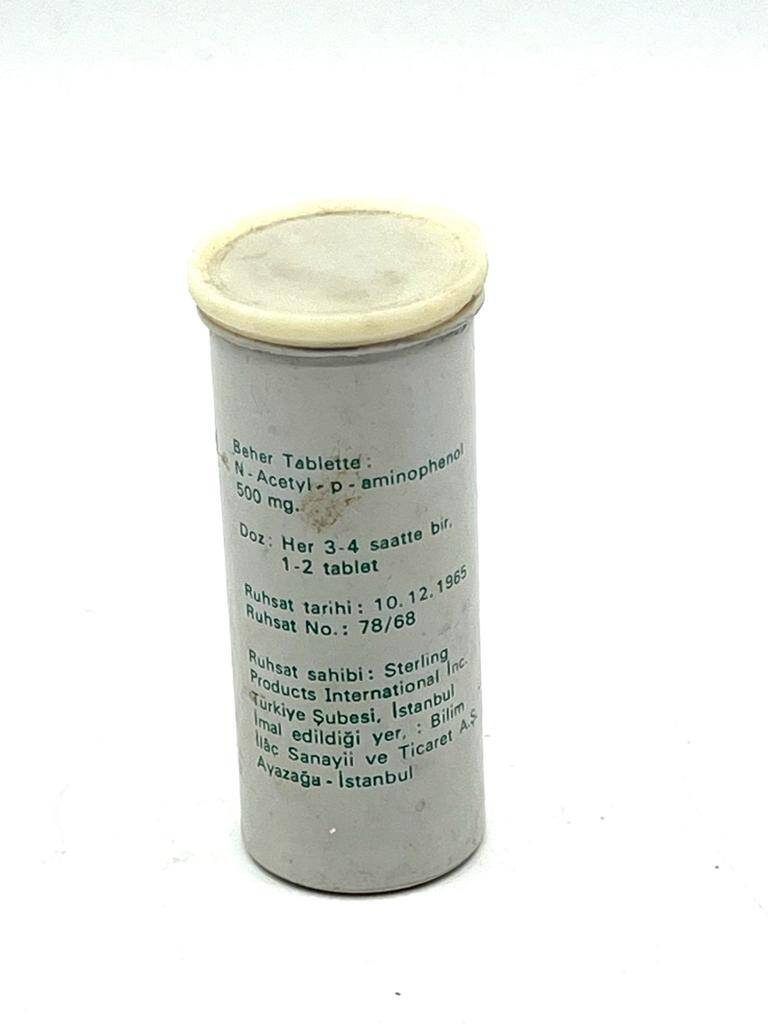 Beher Tablette :
N - Acetyl - p - aminophenol
500 mg.
Doz : Her 3-4 saatte bir.
1-2 tablet
Ruhsat tarihi : 10.12.1965
Ruhsat No. : 78/68
Ruhsat sahibi : Sterling
Products International Inc.
Türkiye Şubesi, İstanbul
İmal edildiği yer, : Bilim
İlâç Sanayii ve Ticaret A.Ş.
Ayazağa - İstanbul